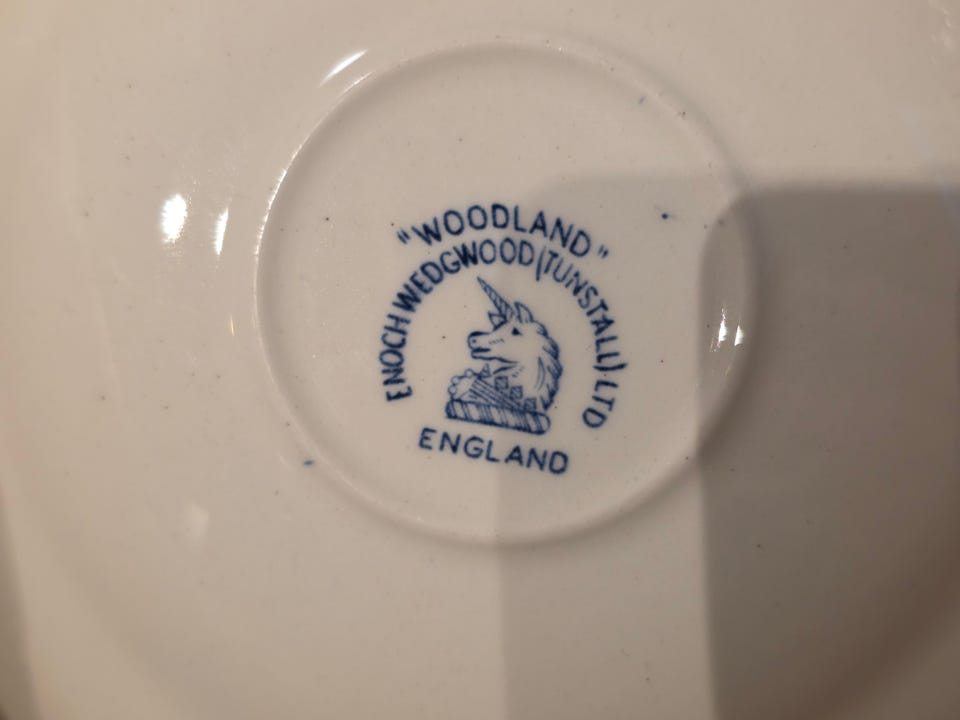 "WOODLAND"
ENOCH WEDGWOOD (TUNSTALL) LTD
ENGLAND